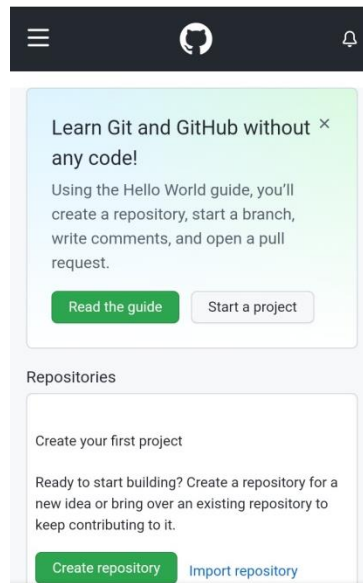 Learn Git and GitHub without
any code!
Using the Hello World guide, you’ll
create a repository, start a branch,
write comments, and open a pull
request.
Read the guide
Start a project
Repositories
Create your first project
Ready to start building? Create a repository for a
new idea or bring over an existing repository to
keep contributing to it.
Create repository
Import repository